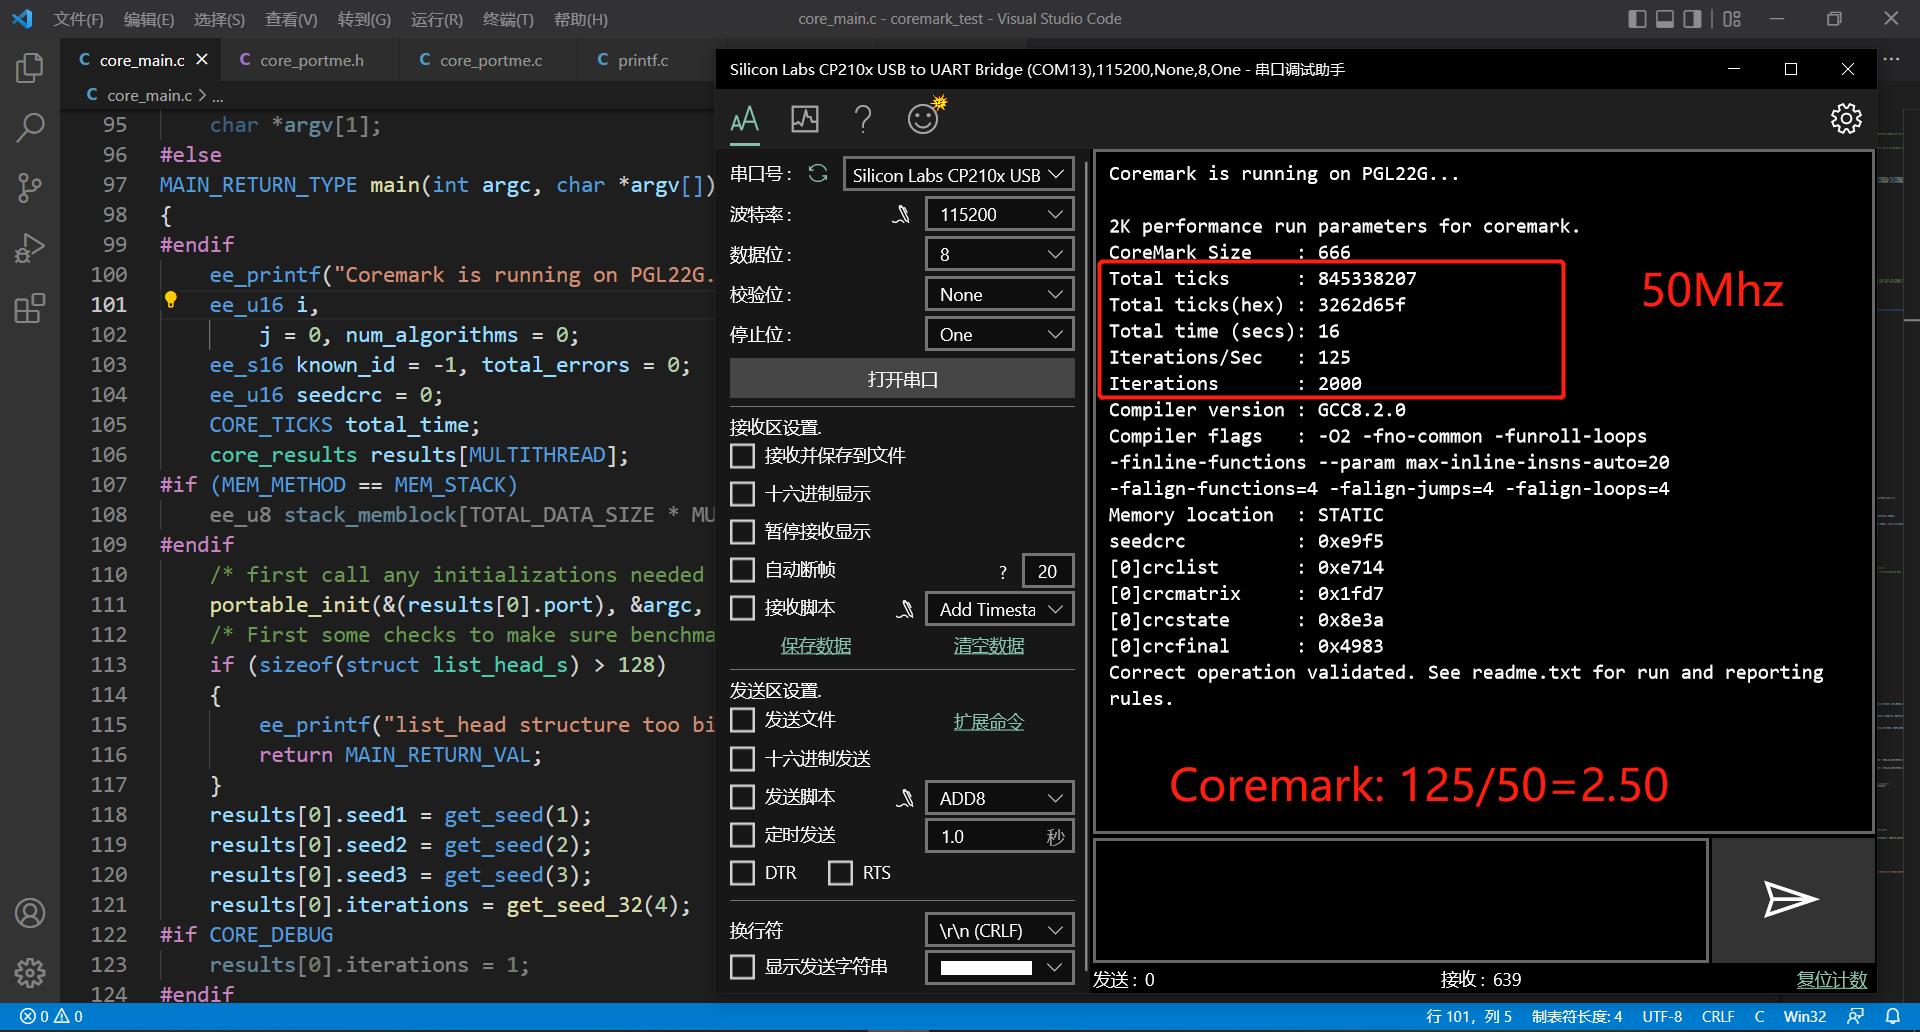 文件(F) 编辑(E) 选择(S) 查看(V) 转到(G) 运行(R) 终端(T) 帮助(H)
core_main.c - coremark_test - Visual Studio Code
core_main.c
core_portme.h
core_portme.c
printf.c
core_main.c > ...
95 char *argv[1];
96 #else
97 MAIN_RETURN_TYPE main(int argc, char *argv[])
98 {
99 #endif
100 ee_printf("Coremark is running on PGL22G.
101 ee_u16 i,
102 j = 0, num_algorithms = 0;
103 ee_s16 known_id = -1, total_errors = 0;
104 ee_u16 seedcrc = 0;
105 CORE_TICKS total_time;
106 core_results results[MULTITHREAD];
107 #if (MEM_METHOD == MEM_STACK)
108 ee_u8 stack_memblock[TOTAL_DATA_SIZE * MU
109 #endif
110 /* first call any initializations needed
111 portable_init(&(results[0].port), &argc,
112 /* First some checks to make sure benchma
113 if (sizeof(struct list_head_s) > 128)
114 {
115 ee_printf("list_head structure too bi
116 return MAIN_RETURN_VAL;
117 }
118 results[0].seed1 = get_seed(1);
119 results[0].seed2 = get_seed(2);
120 results[0].seed3 = get_seed(3);
121 results[0].iterations = get_seed_32(4);
122 #if CORE_DEBUG
123 results[0].iterations = 1;
124 #endif
Silicon Labs CP210x USB to UART Bridge (COM13),115200,None,8,One - 串口调试助手
串口号: Silicon Labs CP210x USB
波特率: 115200
数据位: 8
校验位: None
停止位: One
打开串口
接收区设置.
接收并保存到文件
十六进制显示
暂停接收显示
自动断帧 ? 20
接收脚本 Add Timesta
保存数据 清空数据
发送区设置.
发送文件 扩展命令
十六进制发送
发送脚本 ADD8
定时发送 1.0 秒
DTR RTS
换行符 \r\n (CRLF)
显示发送字符串
Coremark is running on PGL22G...
2K performance run parameters for coremark.
CoreMark Size : 666
Total ticks : 845338207
Total ticks(hex) : 3262d65f
Total time (secs): 16
Iterations/Sec : 125
Iterations : 2000
50Mhz
Compiler version : GCC8.2.0
Compiler flags : -O2 -fno-common -funroll-loops
-finline-functions --param max-inline-insns-auto=20
-falign-functions=4 -falign-jumps=4 -falign-loops=4
Memory location : STATIC
seedcrc : 0xe9f5
[0]crclist : 0xe714
[0]crcmatrix : 0x1fd7
[0]crcstate : 0x8e3a
[0]crcfinal : 0x4983
Correct operation validated. See readme.txt for run and reporting
rules.
Coremark: 125/50=2.50
发送: 0 接收: 639 复位计数
0 0
行 101，列 5 制表符长度: 4 UTF-8 CRLF C Win32